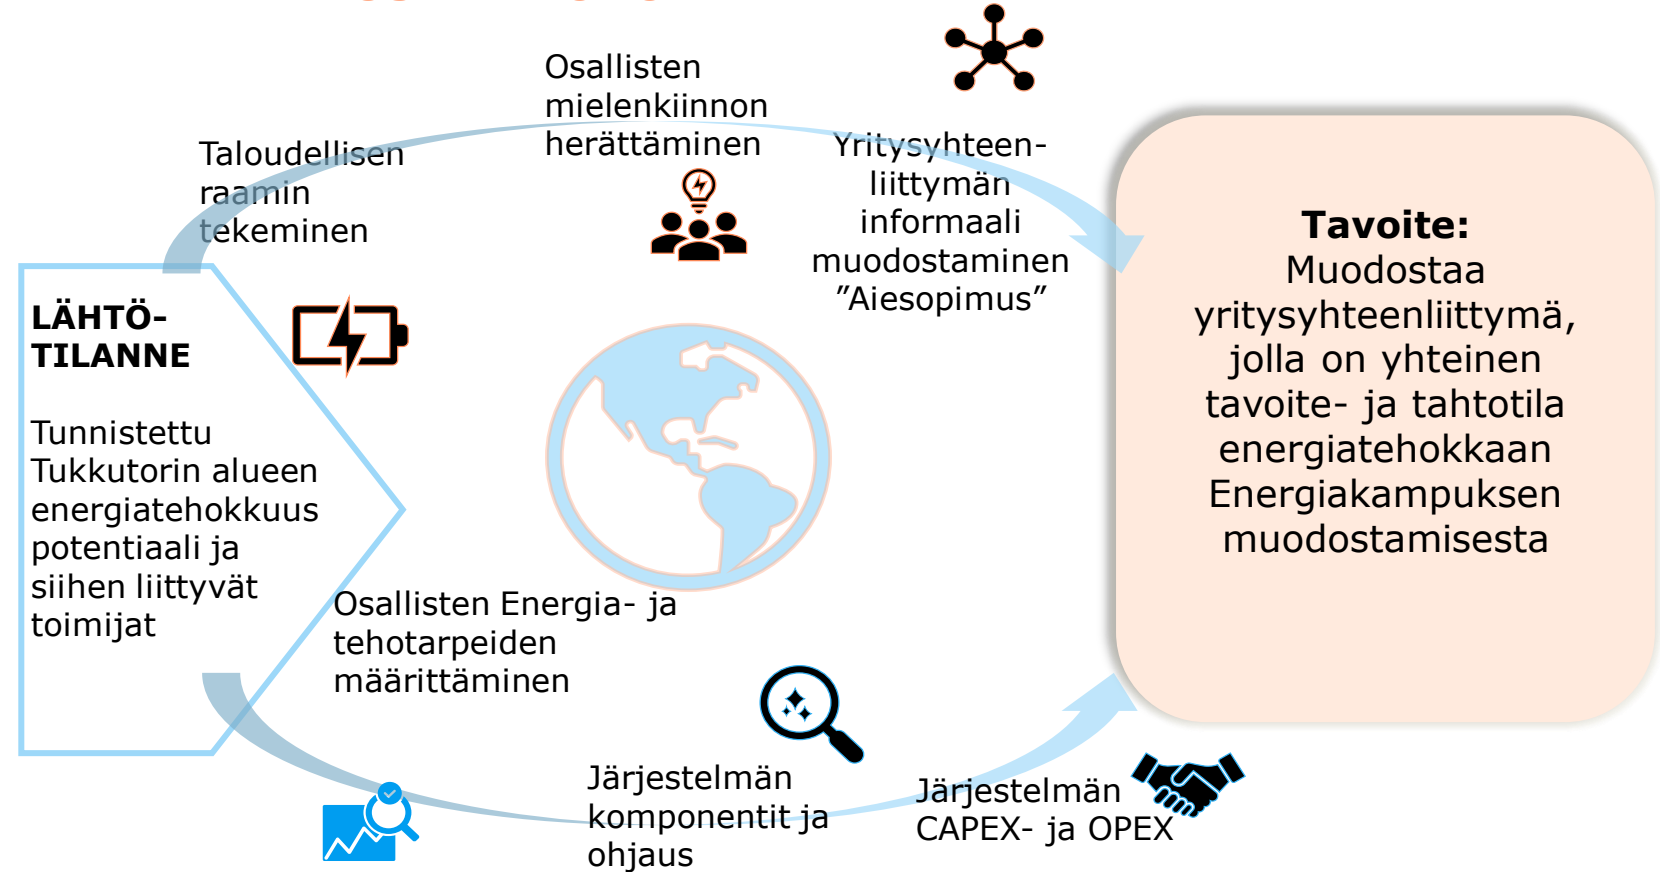 Osallisten
mielenkiinnon
herättäminen
Taloudellisen
raamin
tekeminen
Yritysyhteen-
liittymän
informaali
muodostaminen
”Aiesopimus”
LÄHTÖ-
TILANNE
Tunnistettu
Tukkutorin alueen
energiatehokkuus
potentiaali ja
siihen liittyvät
toimijat
Tavoite:
Muodostaa
yritysyhteenliittymä,
jolla on yhteinen
tavoite- ja tahtotila
energiatehokkaan
Energiakampuksen
muodostamisesta
Osallisten Energia- ja
tehotarpeiden
määrittäminen
Järjestelmän
komponentit ja
ohjaus
Järjestelmän
CAPEX- ja OPEX